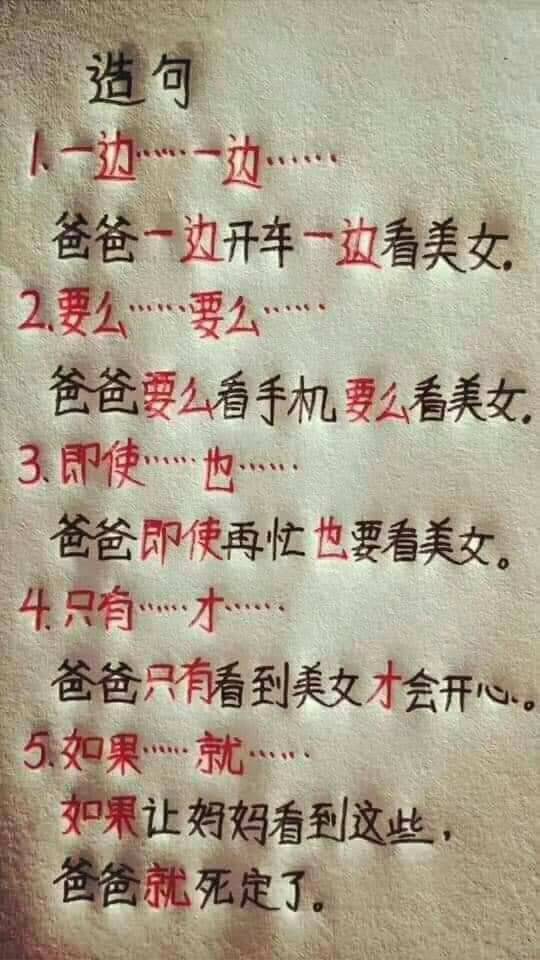 造句
1.一边……一边……
爸爸一边开车一边看美女.
2.要么……要么……
爸爸要么看手机要么看美女.
3.即使……也……
爸爸即使再忙也要看美女。
4.只有……才……
爸爸只有看到美女才会开心.。
5.如果……就……
如果让妈妈看到这些,
爸爸就死定了。